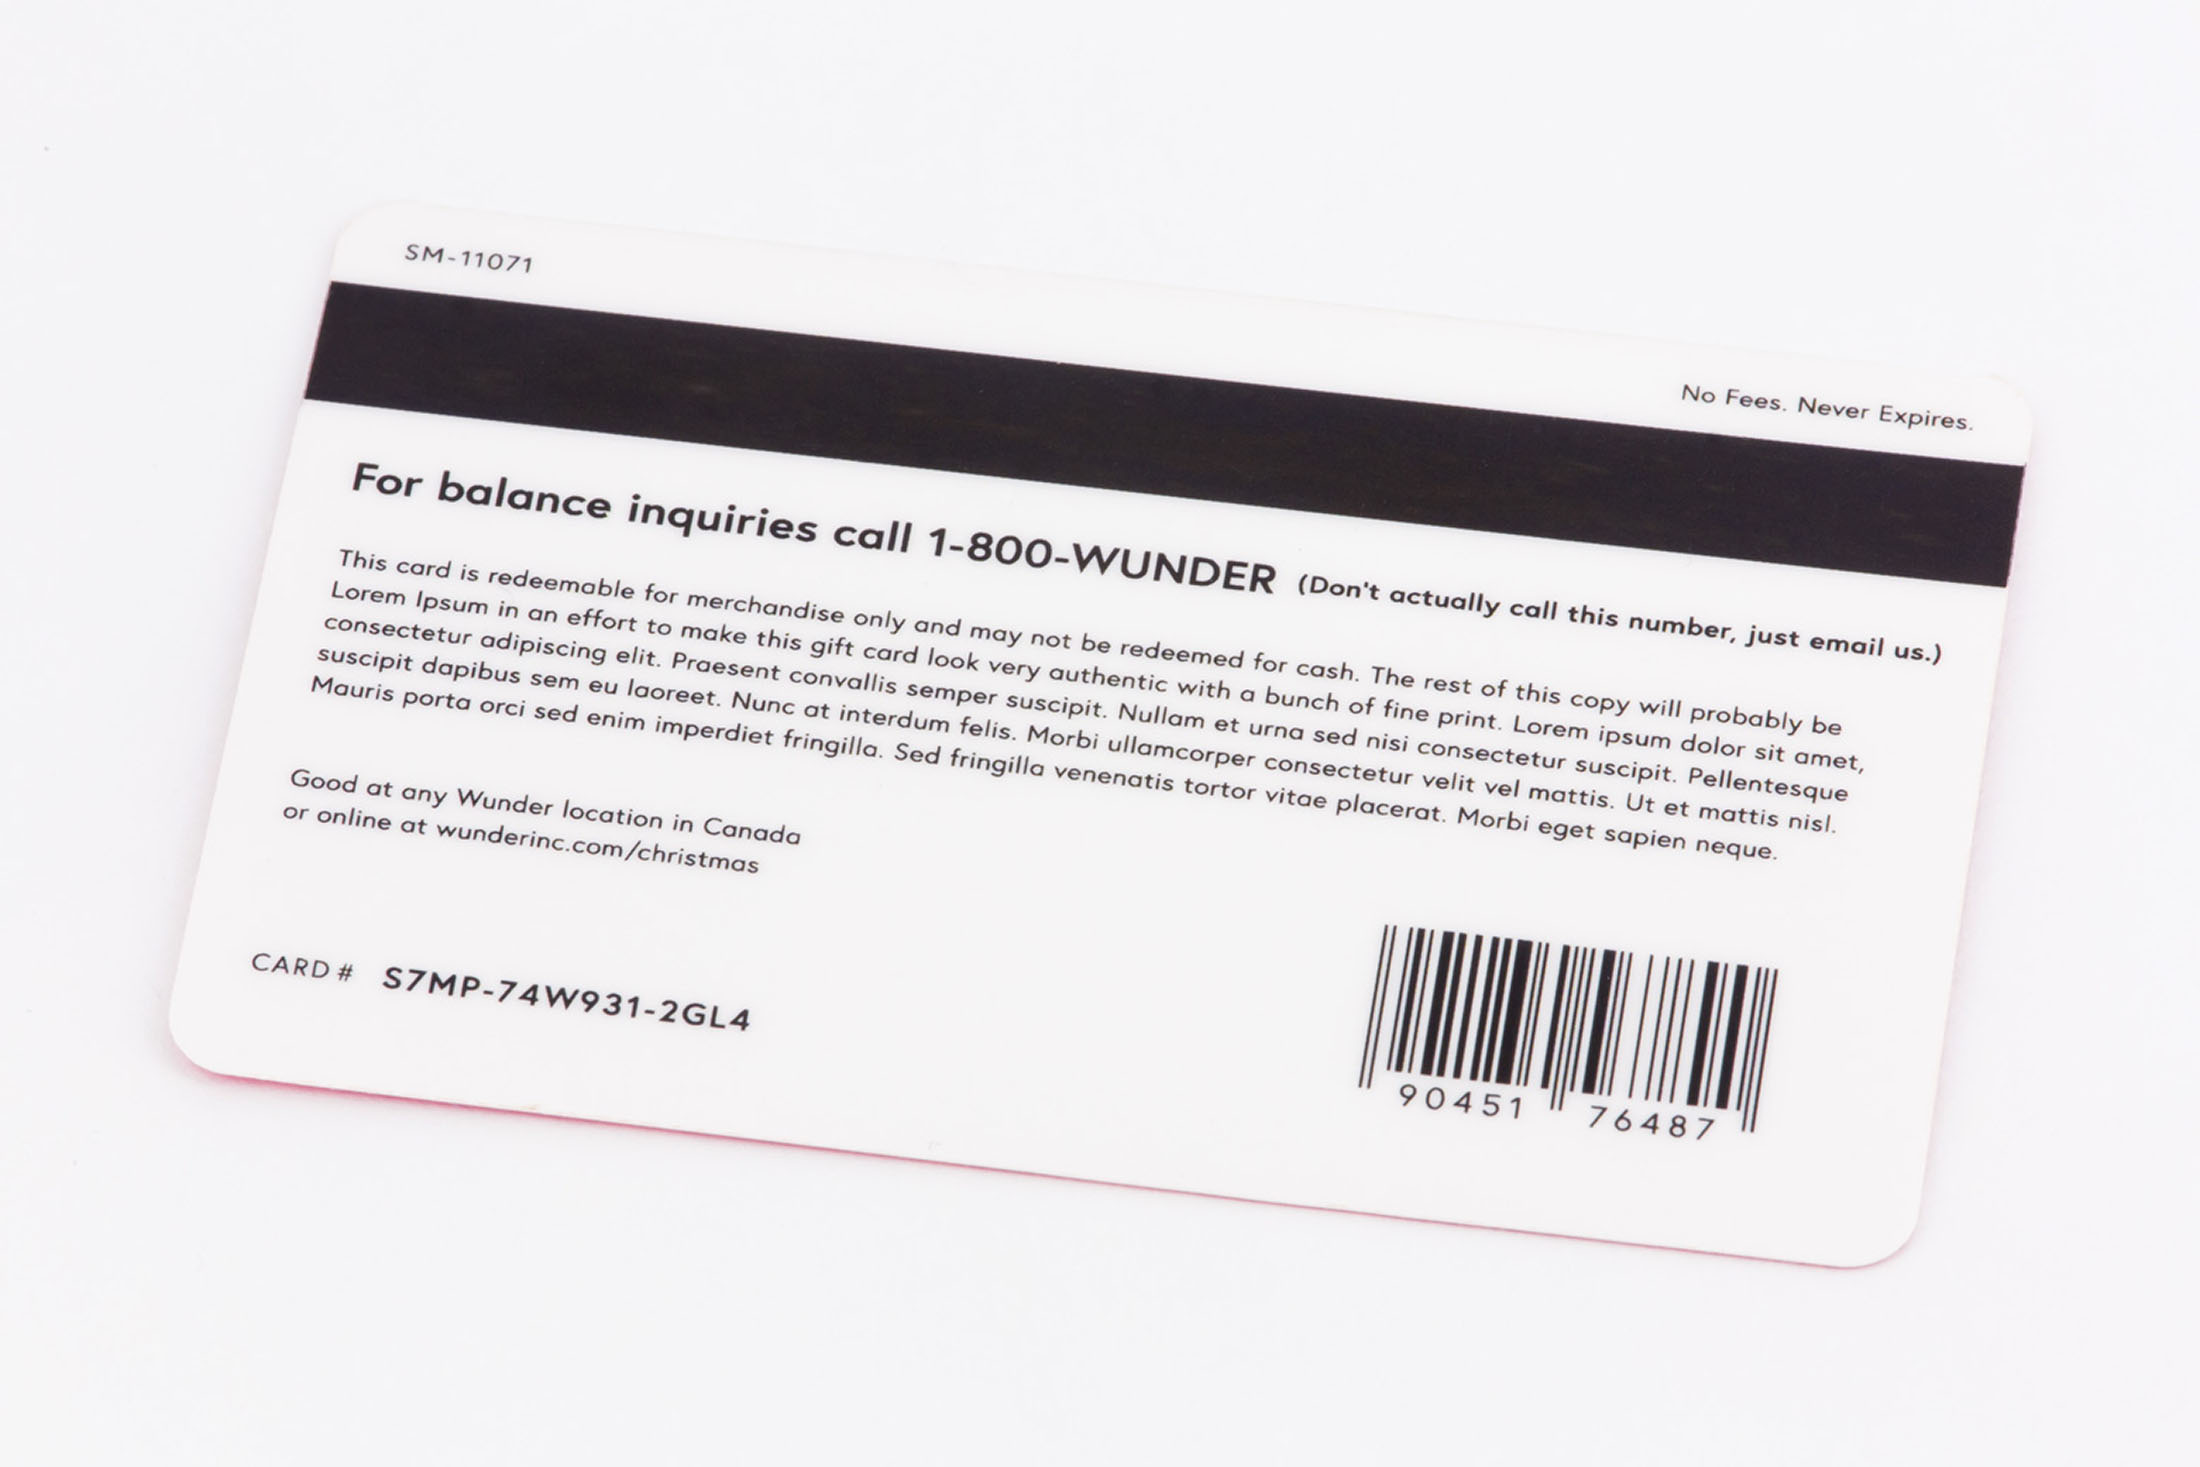 SM-11071
No Fees. Never Expires.
For balance inquiries call 1-800-WUNDER (Don't actually call this number, just email us.)
This card is redeemable for merchandise only and may not be redeemed for cash. The rest of this copy will probably be
Lorem Ipsum in an effort to make this gift card look very authentic with a bunch of fine print. Lorem ipsum dolor sit amet,
consectetur adipiscing elit. Praesent convallis semper suscipit. Nullam et urna sed nisi consectetur suscipit. Pellentesque
suscipit dapibus sem eu laoreet. Nunc at interdum felis. Morbi ullamcorper consectetur velit vel mattis. Ut et mattis nisl.
Mauris porta orci sed enim imperdiet fringilla. Sed fringilla venenatis tortor vitae placerat. Morbi eget sapien neque.
Good at any Wunder location in Canada
or online at wunderinc.com/christmas
CARD # S7MP-74W931-2GL4
90451 76487